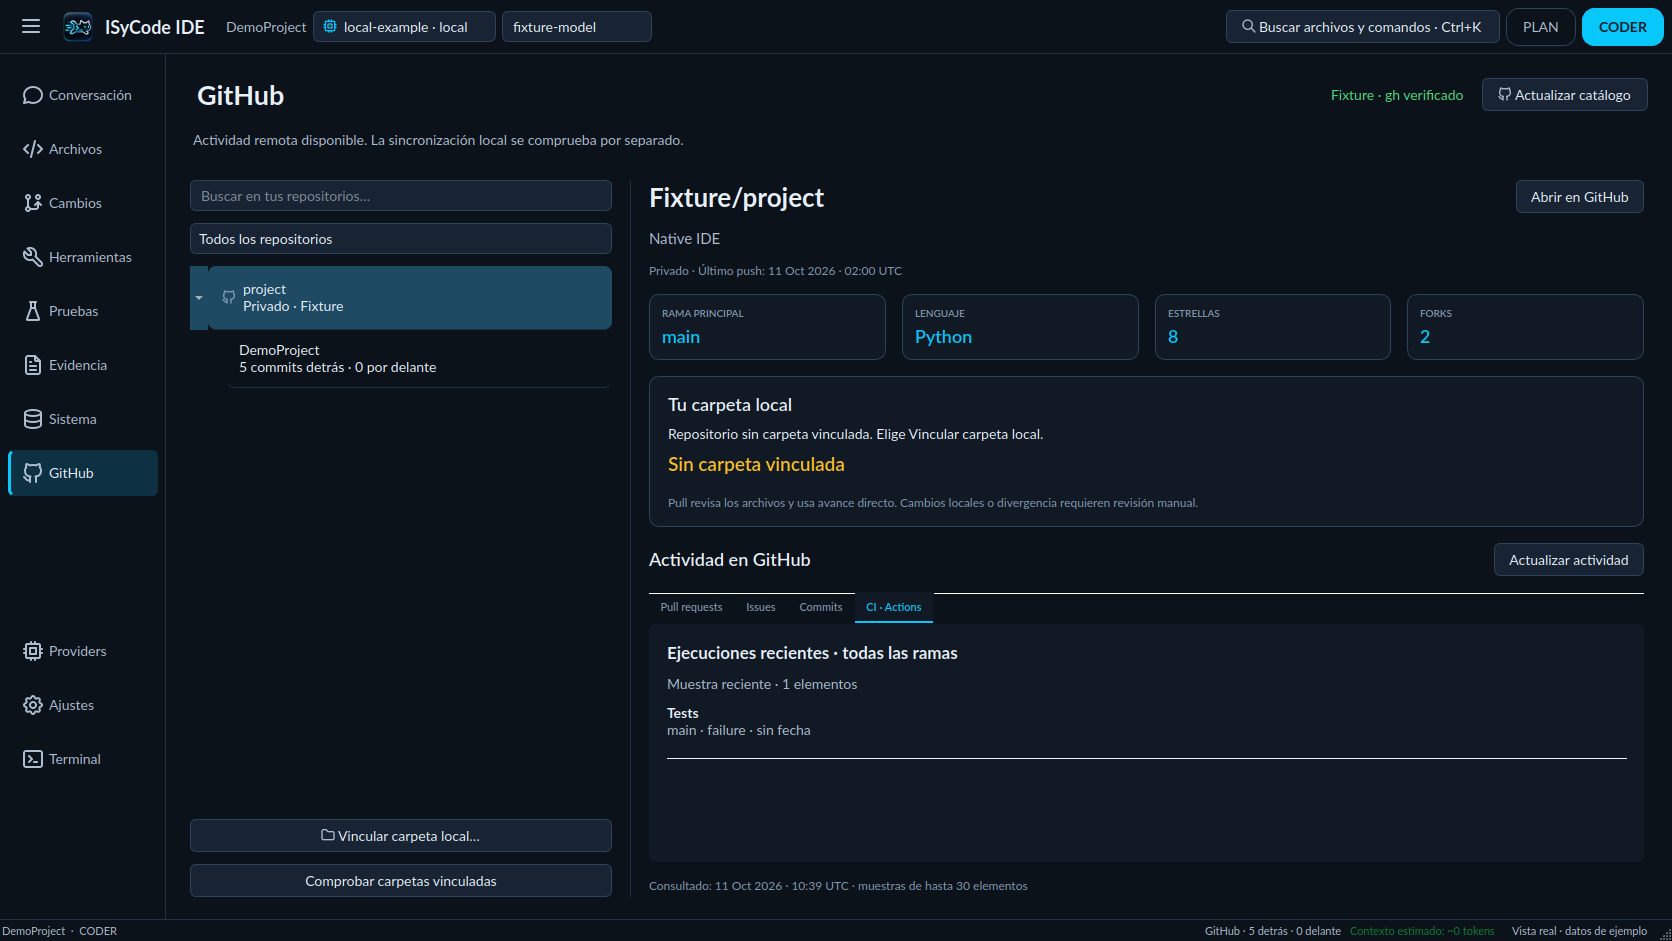 ISyCode IDE
DemoProject
local-example · local
fixture-model
Buscar archivos y comandos · Ctrl+K
PLAN
CODER
Conversación
Archivos
Cambios
Herramientas
Pruebas
Evidencia
Sistema
GitHub
Providers
Ajustes
Terminal
GitHub
Fixture · gh verificado
Actualizar catálogo
Actividad remota disponible. La sincronización local se comprueba por separado.
Buscar en tus repositorios...
Todos los repositorios
project
Privado · Fixture
DemoProject
5 commits detrás · 0 por delante
Vincular carpeta local...
Comprobar carpetas vinculadas
Fixture/project
Abrir en GitHub
Native IDE
Privado · Último push: 11 Oct 2026 · 02:00 UTC
RAMA PRINCIPAL
main
LENGUAJE
Python
ESTRELLAS
8
FORKS
2
Tu carpeta local
Repositorio sin carpeta vinculada. Elige Vincular carpeta local.
Sin carpeta vinculada
Pull revisa los archivos y usa avance directo. Cambios locales o divergencia requieren revisión manual.
Actividad en GitHub
Actualizar actividad
Pull requests
Issues
Commits
CI · Actions
Ejecuciones recientes · todas las ramas
Muestra reciente · 1 elementos
Tests
main · failure · sin fecha
Consultado: 11 Oct 2026 · 10:39 UTC · muestras de hasta 30 elementos
DemoProject · CODER
GitHub · 5 detrás · 0 delante
Contexto estimado: ~0 tokens
Vista real · datos de ejemplo